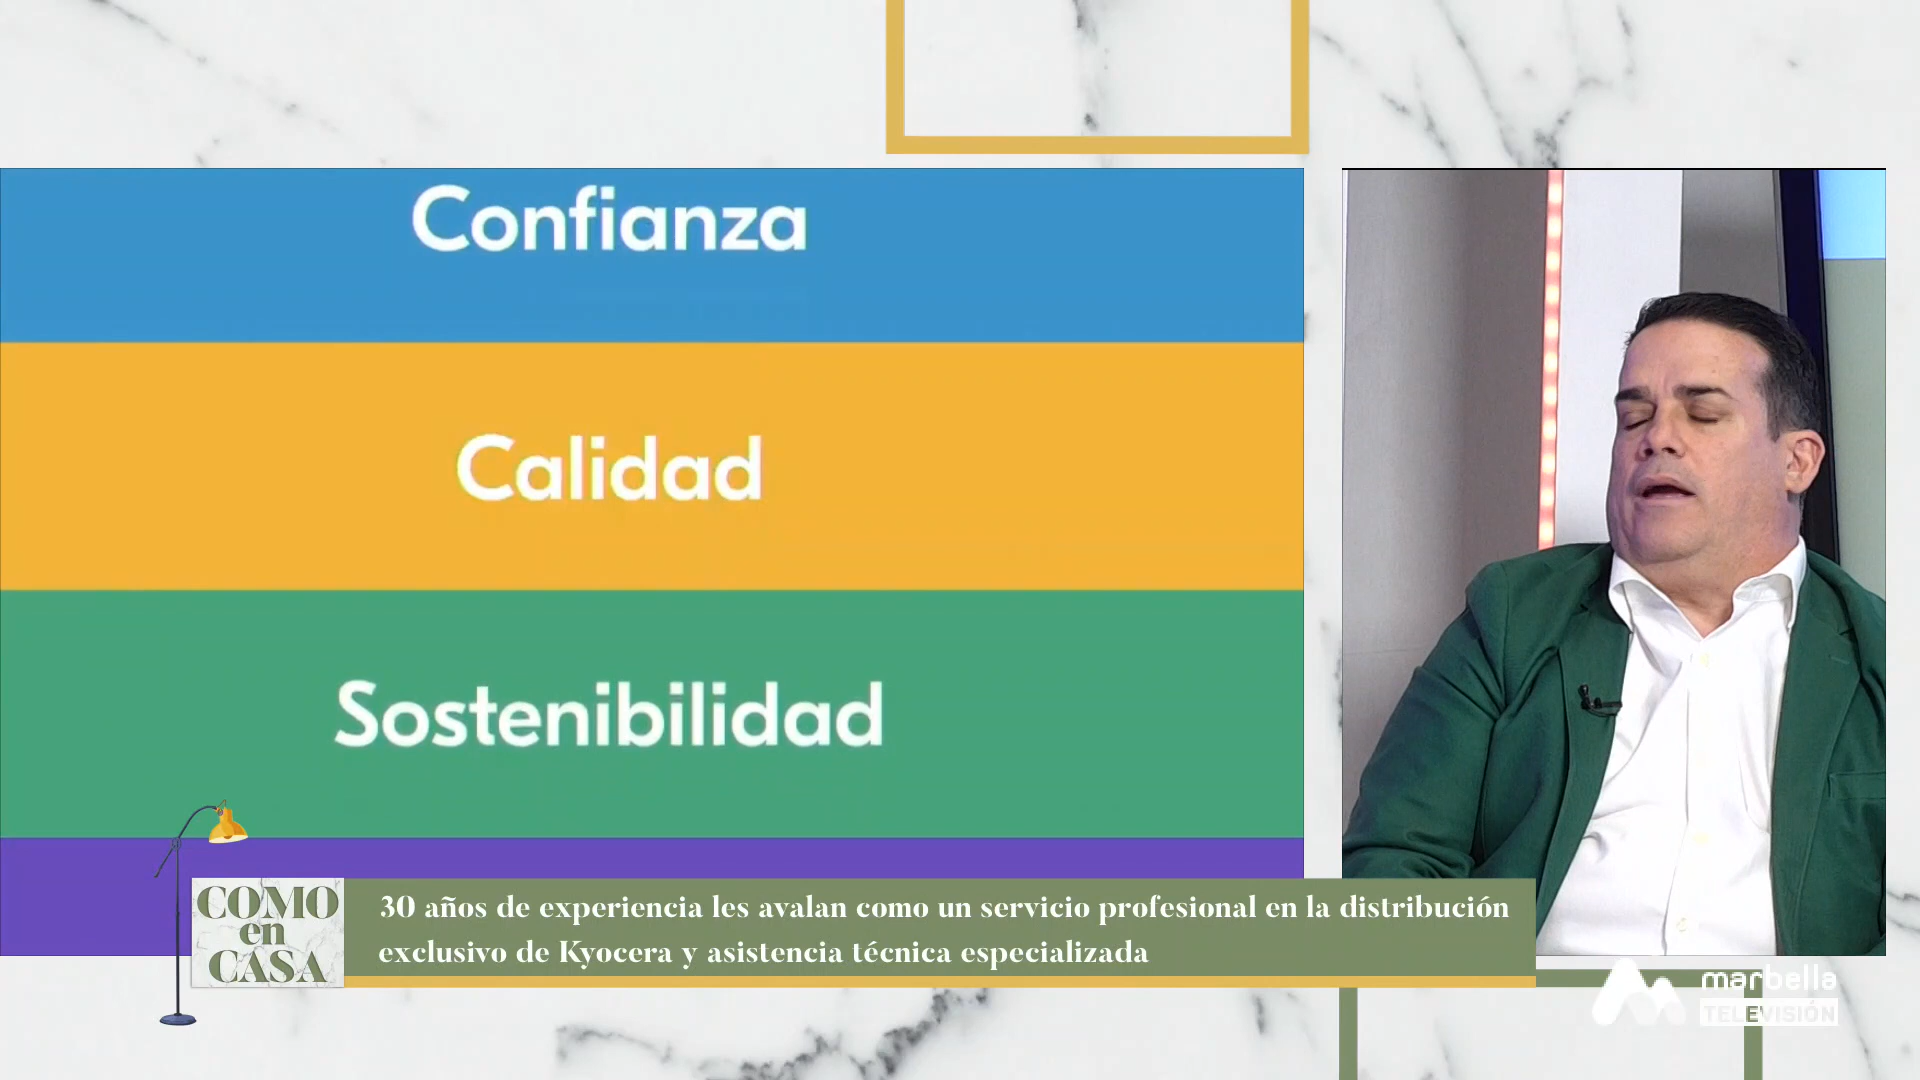 Confianza
Calidad
Sostenibilidad
COMO
en
CASA
30 años de experiencia les avalan como un servicio profesional en la distribución
exclusivo de Kyocera y asistencia técnica especializada
marbella
TELEVISIÓN